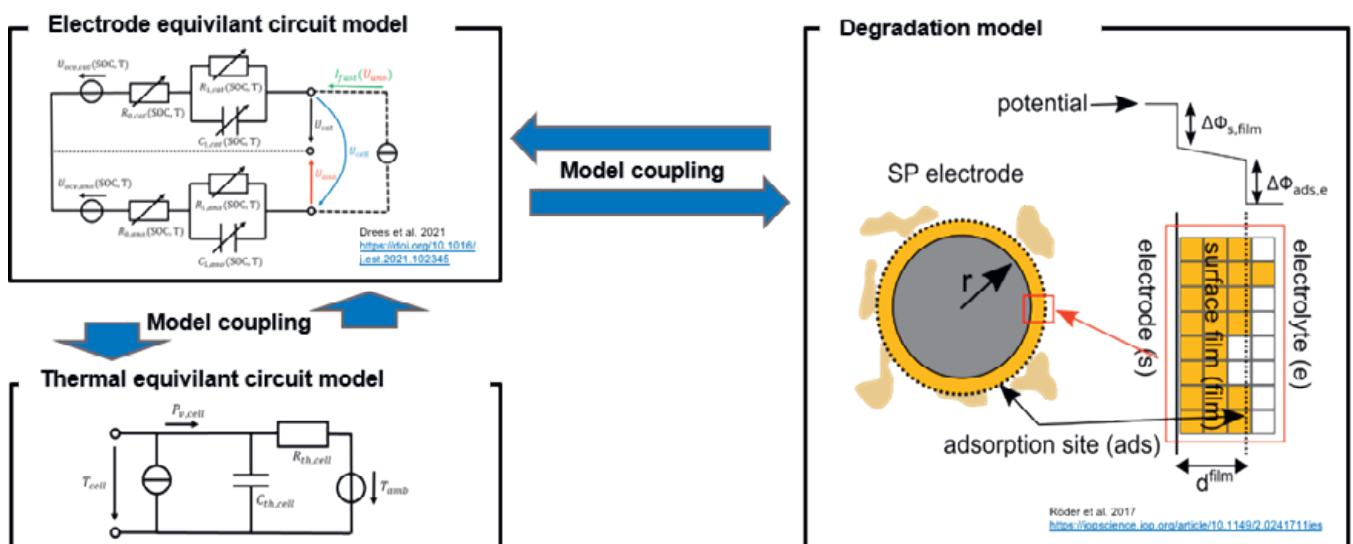 Electrode equivilant circuit model
U_ocv,cat(SOC, T)
R_0,cat(SOC, T)
R_1,cat(SOC, T)
C_1,cat(SOC, T)
I_fast(U_ano)
U_cat
U_cell
U_ano
U_ocv,ano(SOC, T)
R_0,ano(SOC, T)
R_1,ano(SOC, T)
C_1,ano(SOC, T)
Drees et al. 2021
https://doi.org/10.1016/
j.est.2021.102345
Model coupling
Model coupling
Thermal equivilant circuit model
P_v,cell
R_th,cell
T_cell
C_th,cell
T_amb
Degradation model
potential
ΔΦ_s,film
ΔΦ_ads,e
SP electrode
r
electrode (s)
surface film (film)
electrolyte (e)
adsorption site (ads)
d^film
Röder et al. 2017
https://iopscience.iop.org/article/10.1149/2.0241711jes